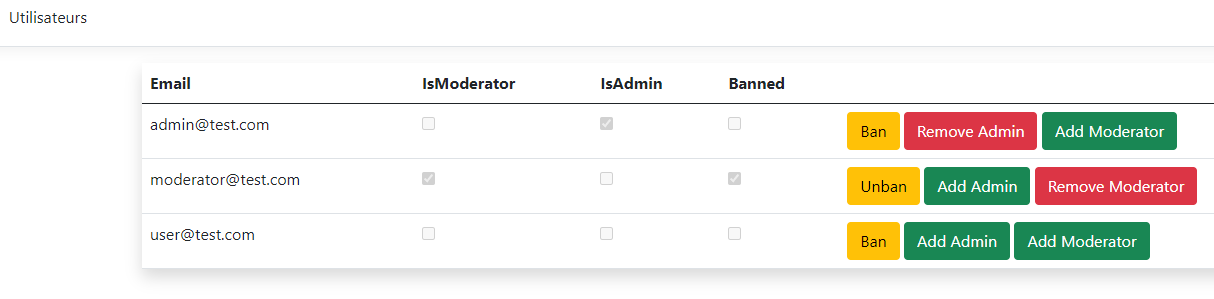 Utilisateurs
Email IsModerator IsAdmin Banned
admin@test.com Ban Remove Admin Add Moderator
moderator@test.com Unban Add Admin Remove Moderator
user@test.com Ban Add Admin Add Moderator